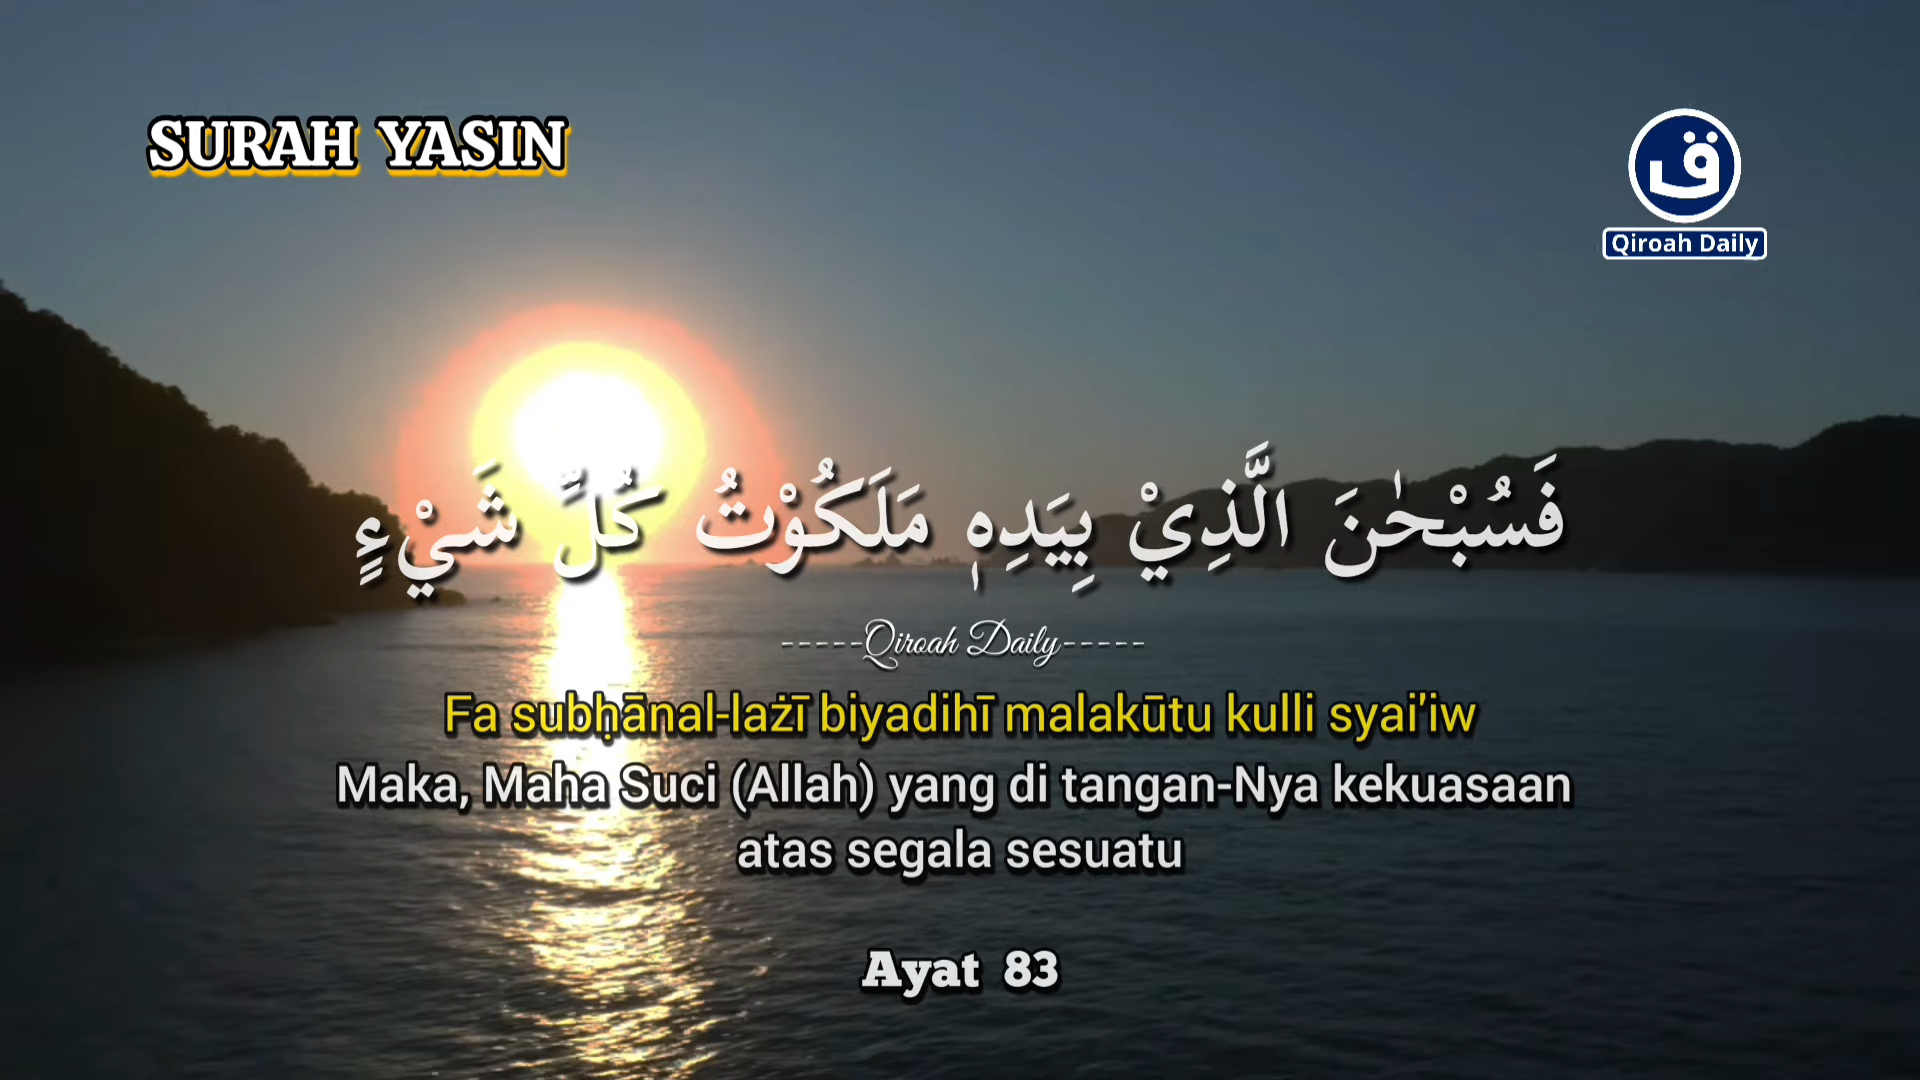 SURAH YASIN
ق
Qiroah Daily
فَسُبْحٰنَ الَّذِيْ بِيَدِهٖ مَلَكُوْتُ كُلِّ شَيْءٍ
-----Qiroah Daily-----
Fa subḥānal-lażī biyadihī malakūtu kulli syai'iw
Maka, Maha Suci (Allah) yang di tangan-Nya kekuasaan
atas segala sesuatu
Ayat 83